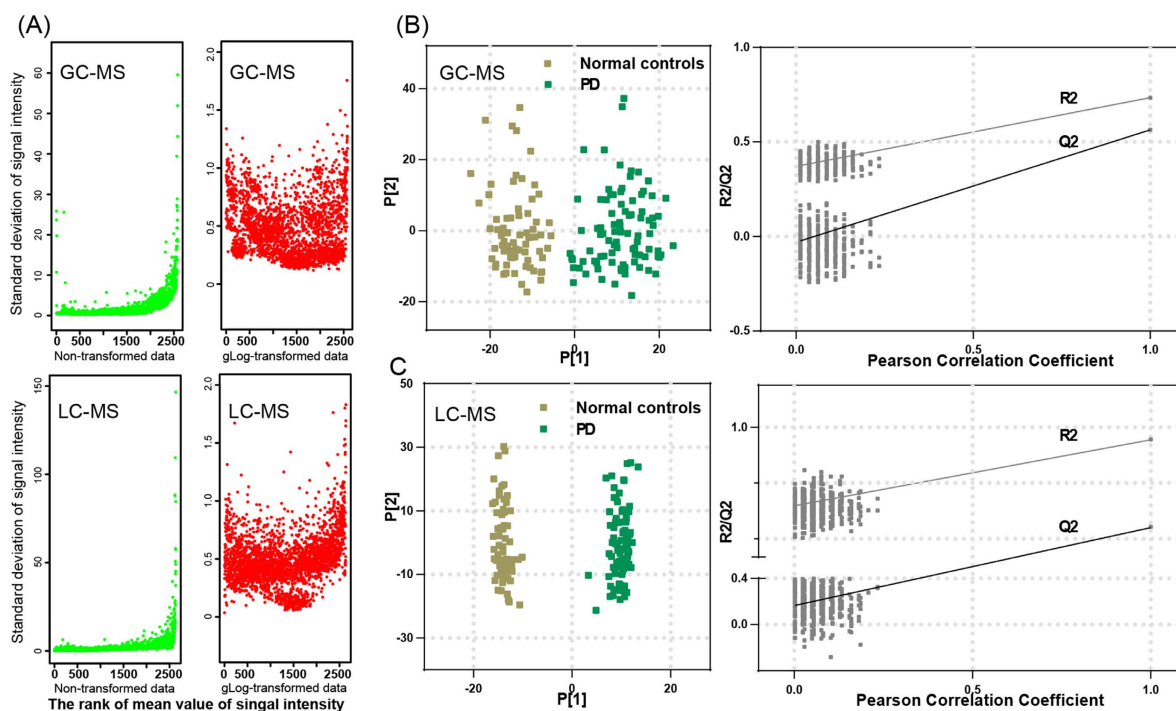 (A)
Standard deviation of signal intensity
GC-MS
60
50
40
30
20
10
0
0 500 1500 2500
Non-transformed data
GC-MS
2.0
1.5
1.0
0.5
0
0 500 1500 2500
gLog-transformed data
Standard deviation of signal intensity
LC-MS
150
100
50
0
0 500 1500 2500
Non-transformed data
LC-MS
2.0
1.5
1.0
0.5
0
0 500 1500 2500
gLog-transformed data
The rank of mean value of singal intensity
(B)
GC-MS
Normal controls
PD
P[2]
40
20
0
-20
-20 0 20
P[1]
R2/Q2
1.0
0.5
0.0
-0.5
R2
Q2
0.0 0.5 1.0
Pearson Correlation Coefficient
C
LC-MS
Normal controls
PD
P[2]
50
30
10
-10
-30
-20 0 20
P[1]
R2/Q2
1.0
0.4
0.0
R2
Q2
0.0 0.5 1.0
Pearson Correlation Coefficient